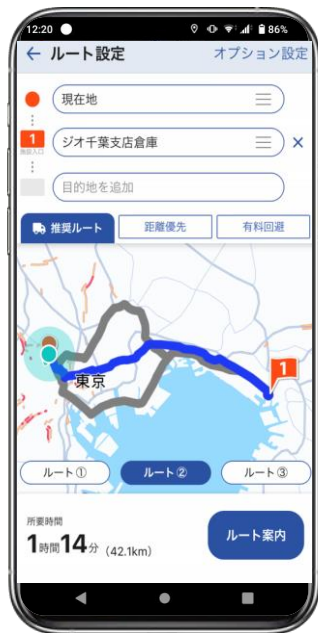 12:20 86%
← ルート設定 オプション設定
現在地
1 ジオ千葉支店倉庫 ×
施設入口
目的地を追加
推奨ルート 距離優先 有料回避
1
東京
ルート① ルート② ルート③
所要時間
1時間14分 (42.1km)
ルート案内